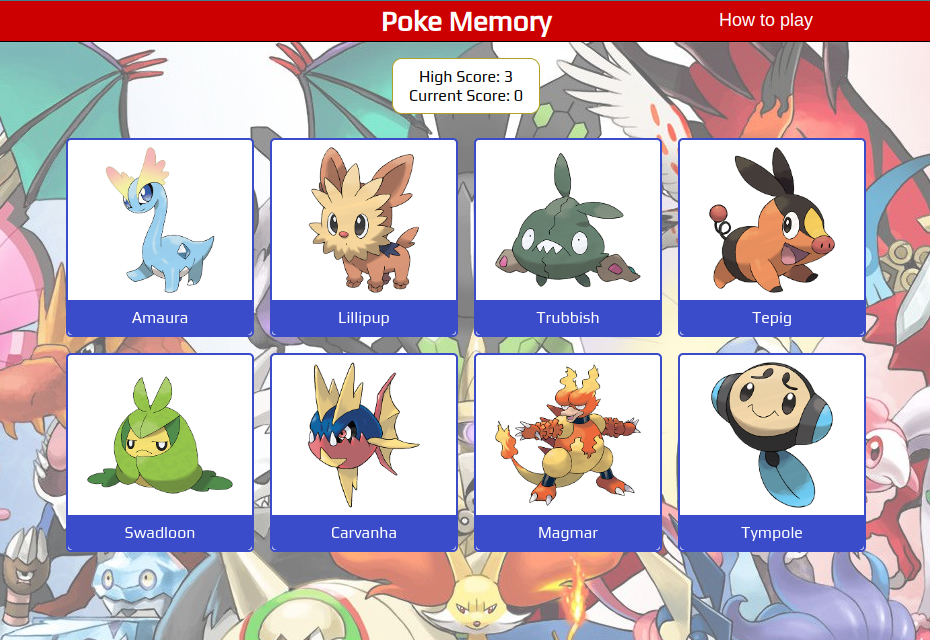 Poke Memory
How to play
High Score: 3
Current Score: 0
Amaura
Lillipup
Trubbish
Tepig
Swadloon
Carvanha
Magmar
Tympole